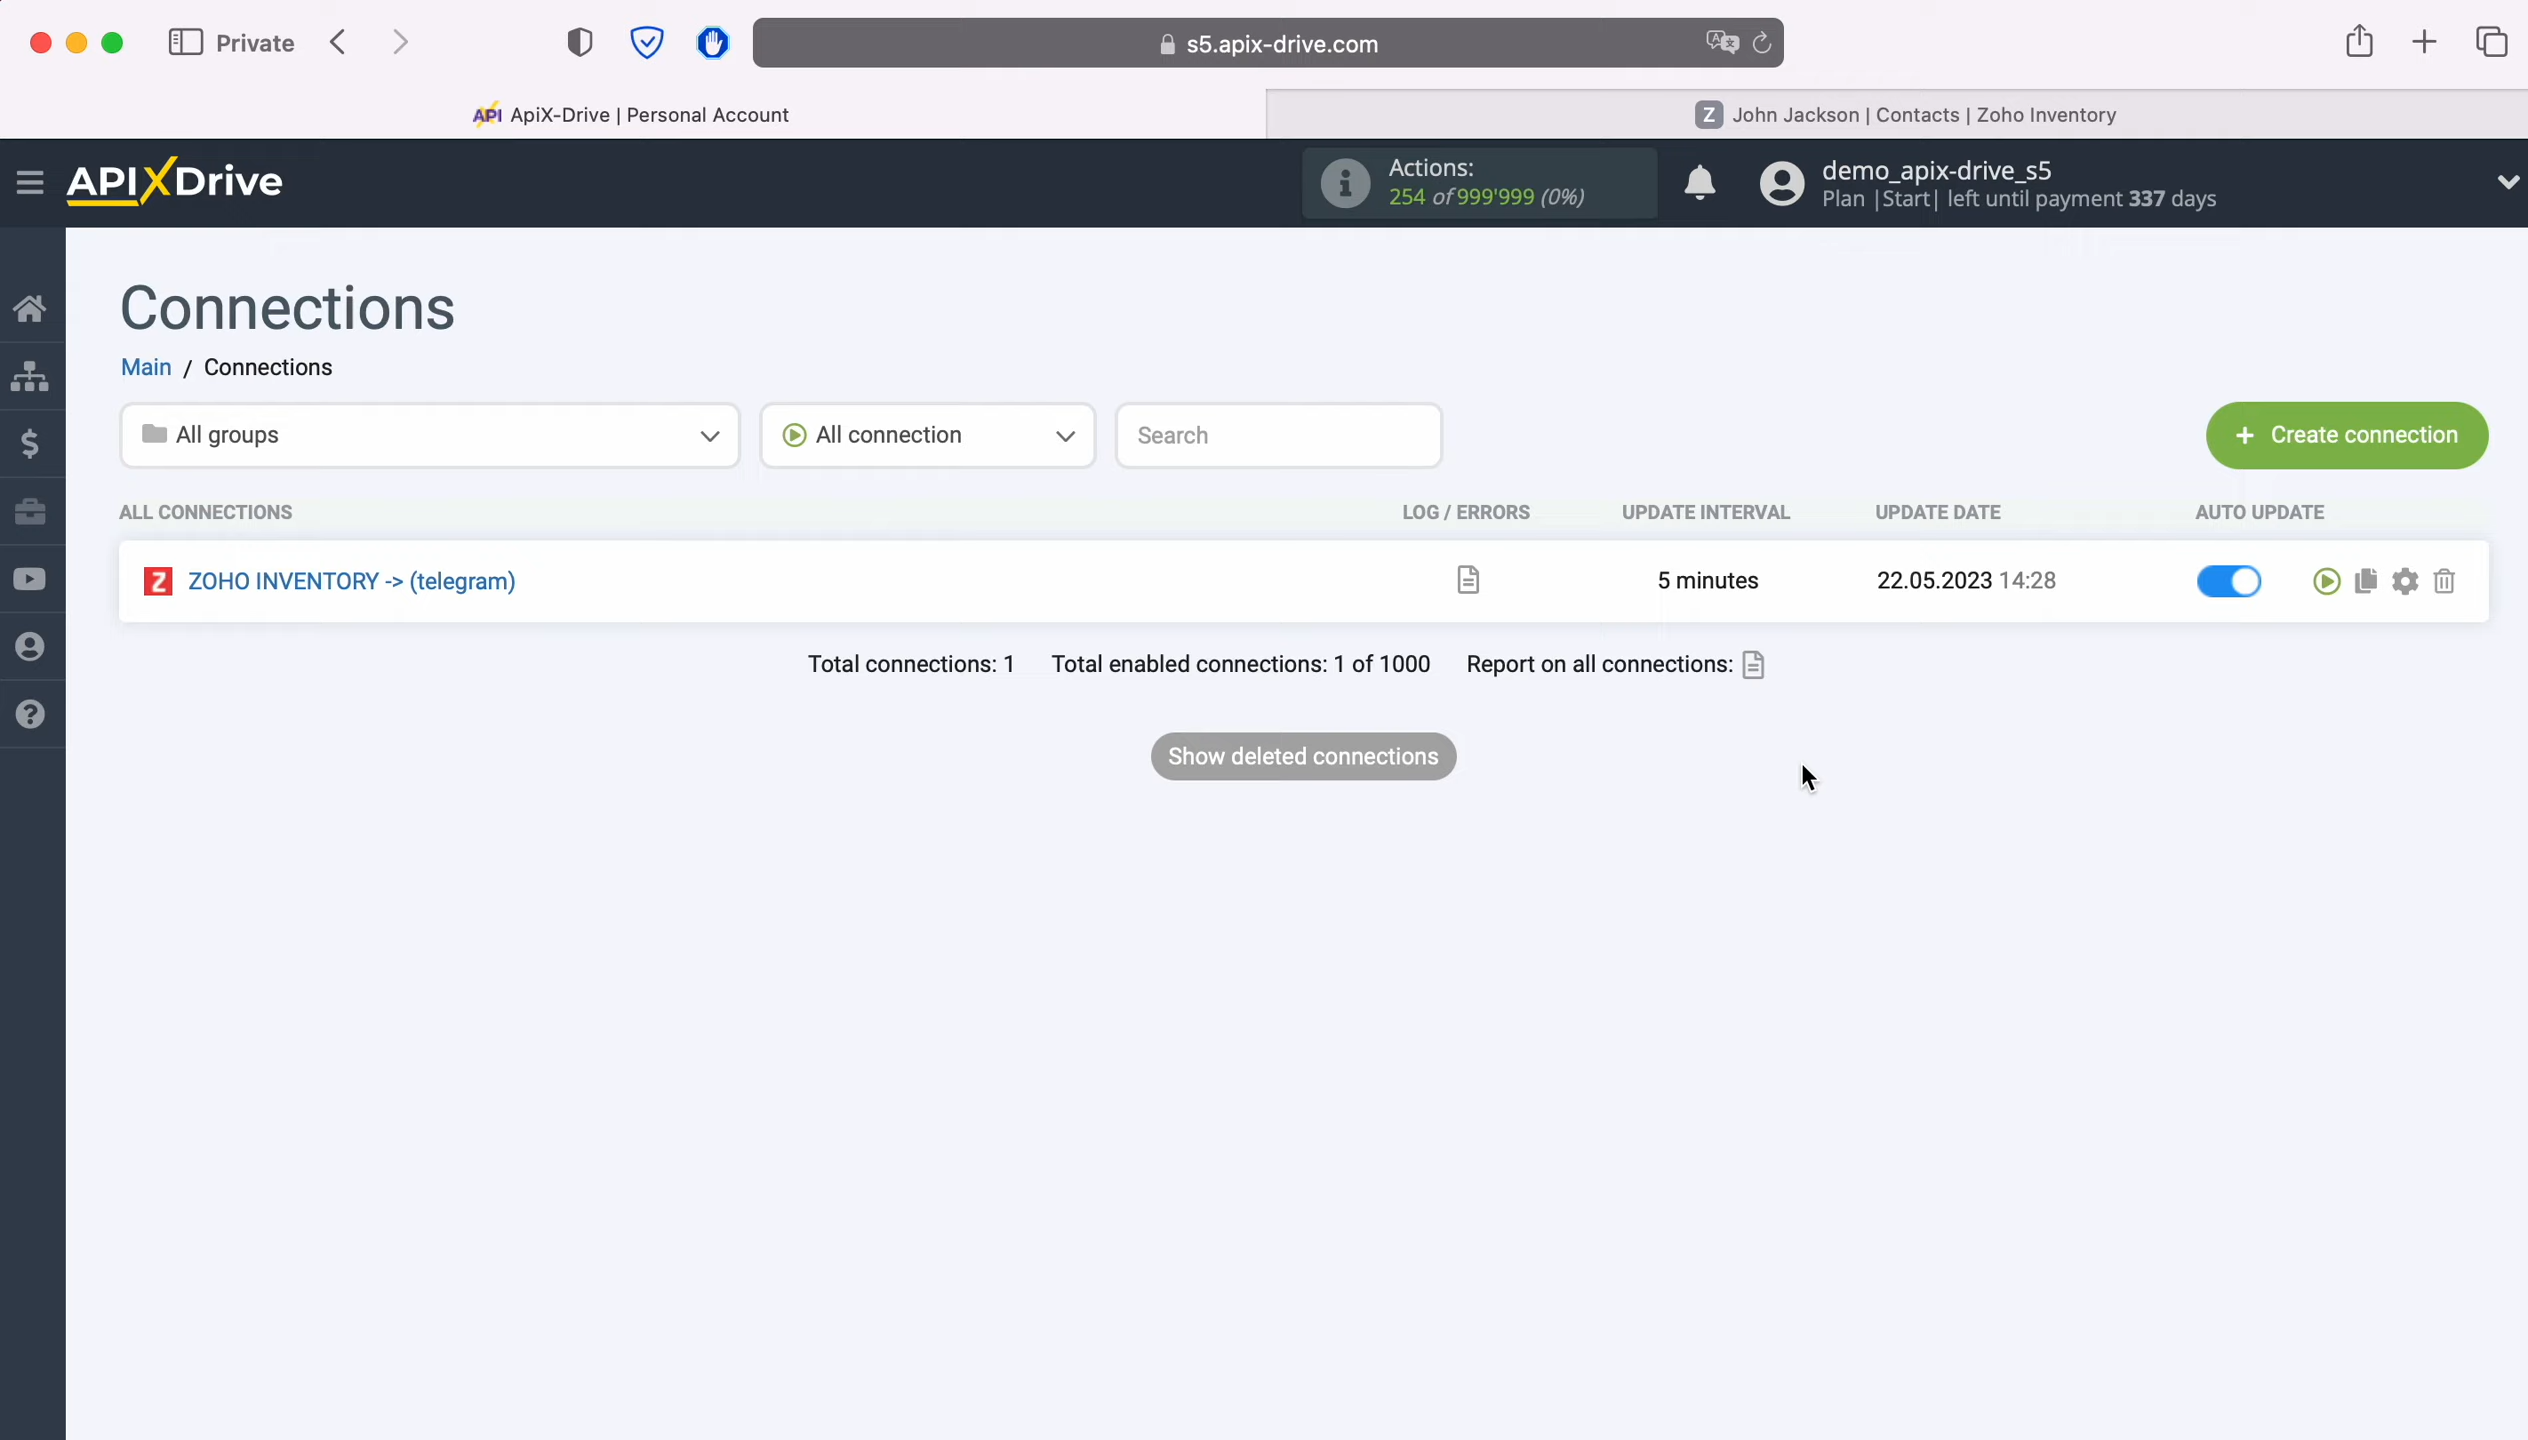 Private
s5.apix-drive.com
API ApiX-Drive | Personal Account
Z John Jackson | Contacts | Zoho Inventory
APIXDrive
Actions:
254 of 999'999 (0%)
demo_apix-drive_s5
Plan |Start| left until payment 337 days
Connections
Main / Connections
All groups
All connection
Search
+ Create connection
ALL CONNECTIONS
LOG / ERRORS
UPDATE INTERVAL
UPDATE DATE
AUTO UPDATE
Z ZOHO INVENTORY -> (telegram)
5 minutes
22.05.2023 14:28
Total connections: 1
Total enabled connections: 1 of 1000
Report on all connections:
Show deleted connections